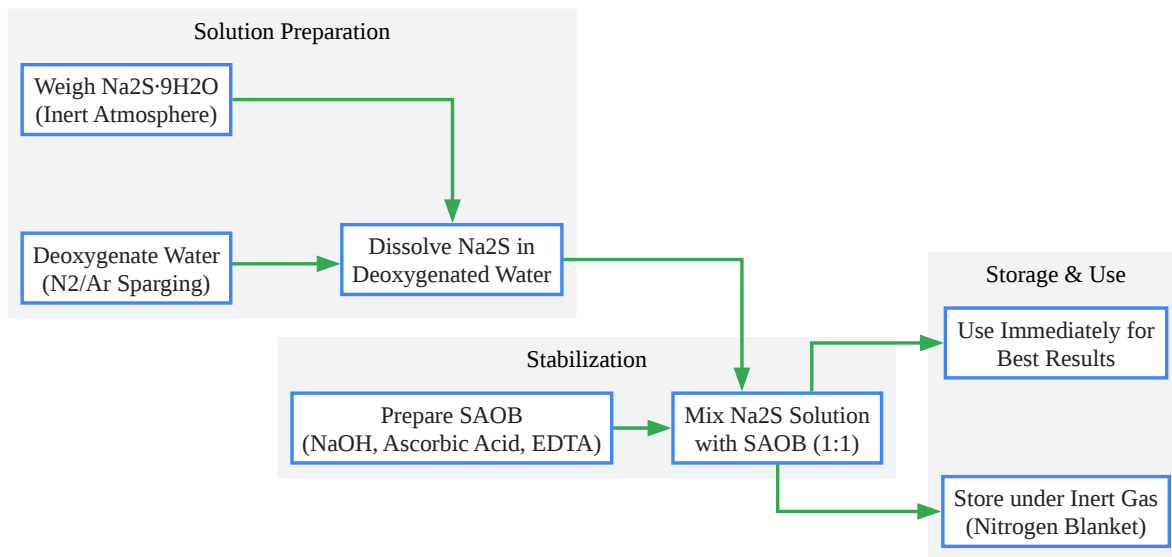 Solution Preparation
Weigh Na2S·9H2O
(Inert Atmosphere)
Deoxygenate Water
(N2/Ar Sparging)
Dissolve Na2S in
Deoxygenated Water
Stabilization
Prepare SAOB
(NaOH, Ascorbic Acid, EDTA)
Mix Na2S Solution
with SAOB (1:1)
Storage & Use
Use Immediately for
Best Results
Store under Inert Gas
(Nitrogen Blanket)